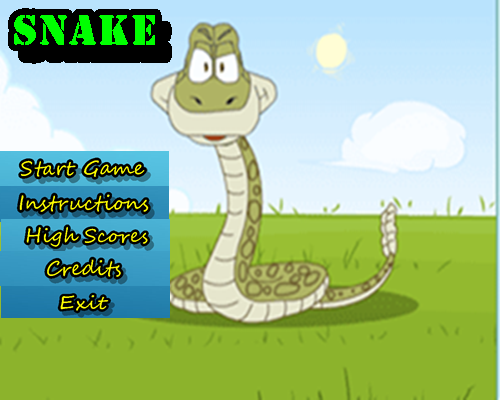 SNAKE
Start Game
Instructions
High Scores
Credits
Exit